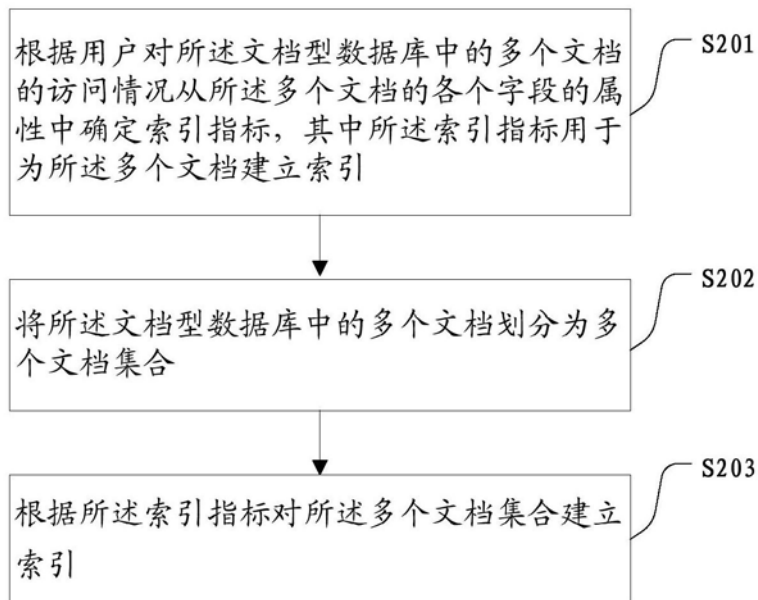 根据用户对所述文档型数据库中的多个文档
的访问情况从所述多个文档的各个字段的属
性中确定索引指标，其中所述索引指标用于
为所述多个文档建立索引
S201
将所述文档型数据库中的多个文档划分为多
个文档集合
S202
根据所述索引指标对所述多个文档集合建立
索引
S203